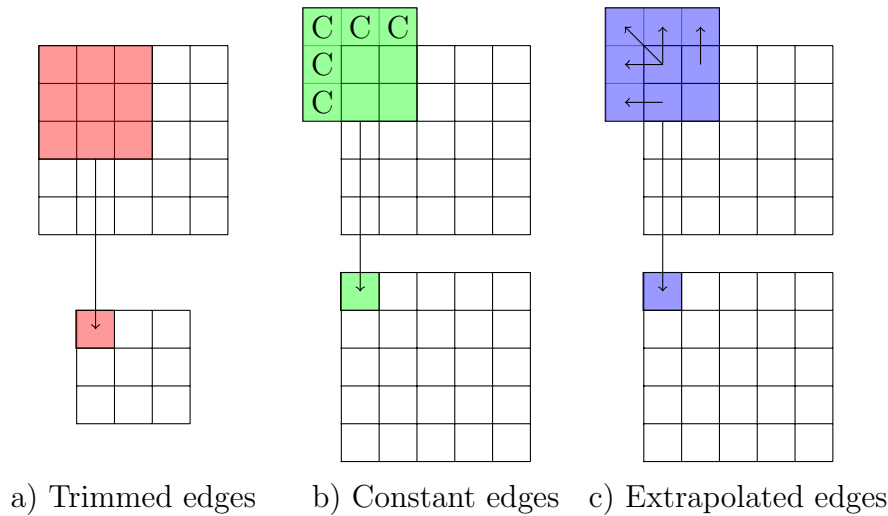 C C C
C
C
a) Trimmed edges b) Constant edges c) Extrapolated edges